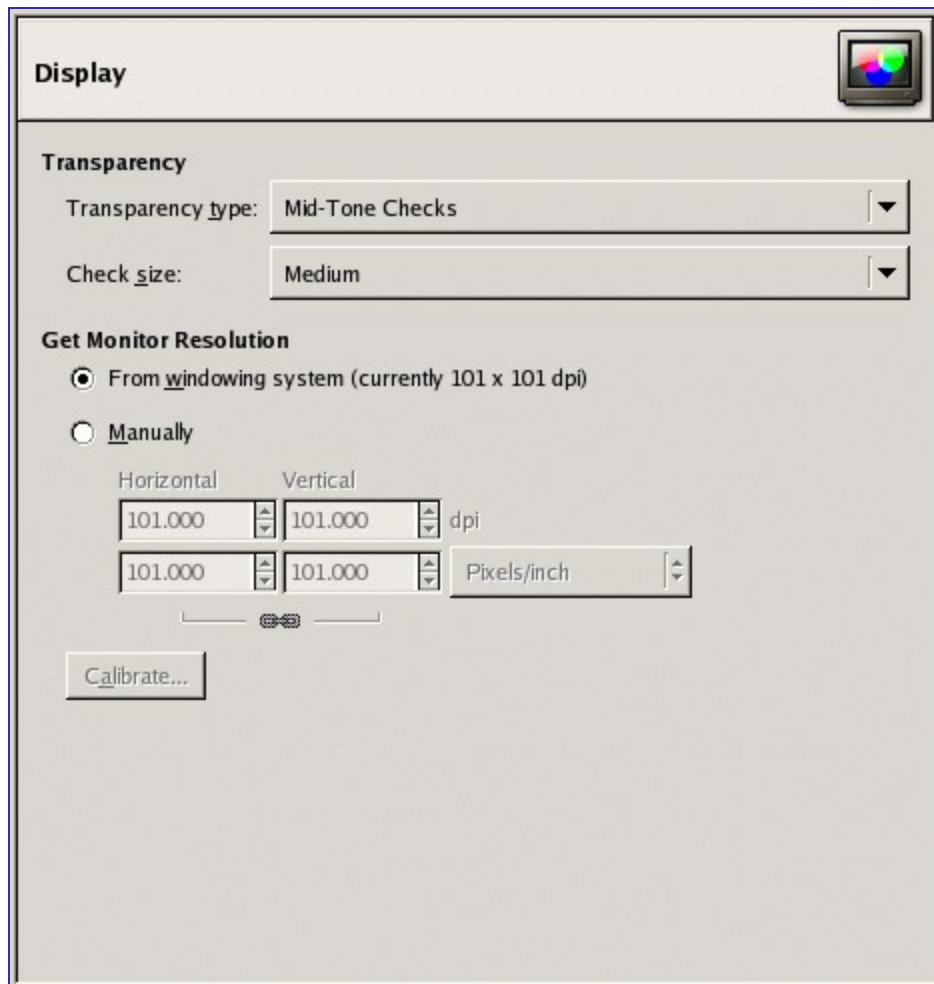 Display
Transparency
Transparency type: Mid-Tone Checks
Check size: Medium
Get Monitor Resolution
From windowing system (currently 101 x 101 dpi)
Manually
Horizontal Vertical
101.000 101.000 dpi
101.000 101.000 Pixels/inch
Calibrate...